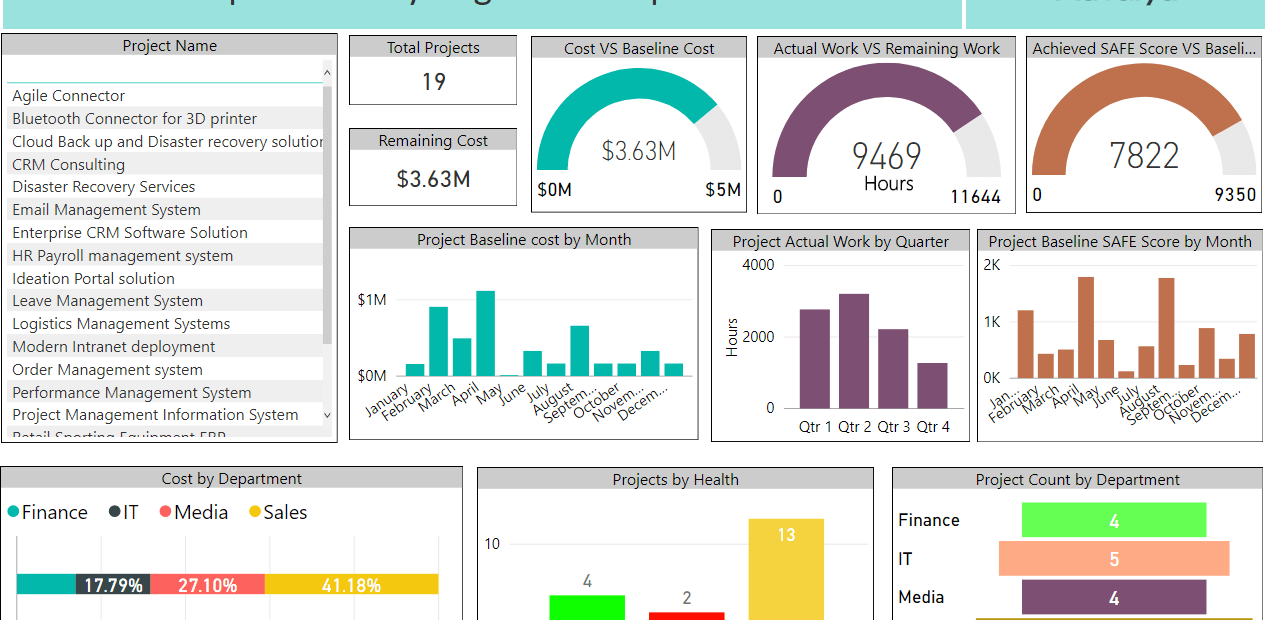 Project Name
Agile Connector
Bluetooth Connector for 3D printer
Cloud Back up and Disaster recovery solution
CRM Consulting
Disaster Recovery Services
Email Management System
Enterprise CRM Software Solution
HR Payroll management system
Ideation Portal solution
Leave Management System
Logistics Management Systems
Modern Intranet deployment
Order Management system
Performance Management System
Project Management Information System
Retail Sporting Equipment ERP
Total Projects
19
Remaining Cost
$3.63M
Cost VS Baseline Cost
$3.63M
$0M
$5M
Actual Work VS Remaining Work
9469
Hours
0
11644
Achieved SAFE Score VS Baseli...
7822
0
9350
Project Baseline cost by Month
$1M
$0M
January
February
March
April
May
June
July
August
Septem...
October
Novem...
Decem...
Project Actual Work by Quarter
4000
2000
0
Hours
Qtr 1 Qtr 2 Qtr 3 Qtr 4
Project Baseline SAFE Score by Month
2K
1K
0K
Jan...
February
March
April
May
June
July
August
Septem...
October
Novem...
Decem...
Cost by Department
Finance IT Media Sales
17.79% 27.10% 41.18%
Projects by Health
10
4
2
13
Project Count by Department
Finance 4
IT 5
Media 4